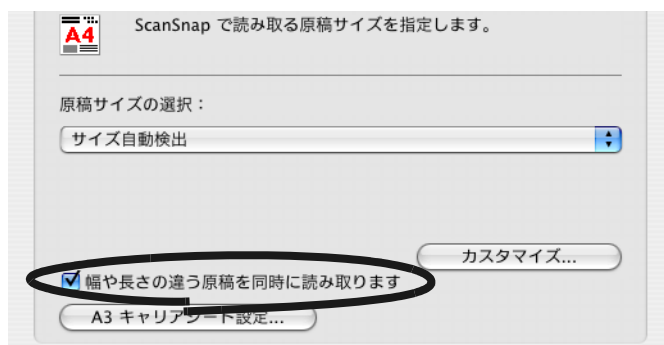 A4
ScanSnap で読み取る原稿サイズを指定します。
原稿サイズの選択：
サイズ自動検出
カスタマイズ...
幅や長さの違う原稿を同時に読み取ります
A3 キャリアシート設定...